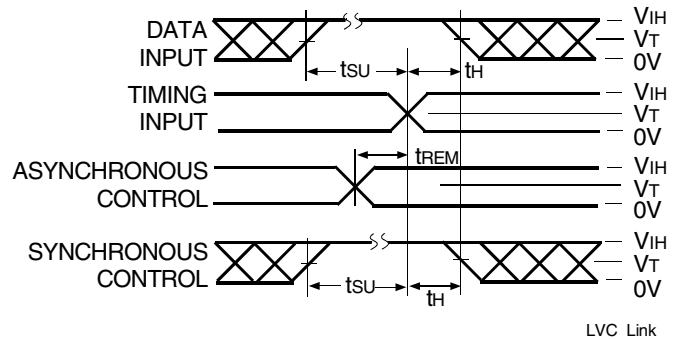 DATA
INPUT
VIH
VT
0V
tSU
tH
TIMING
INPUT
VIH
VT
0V
tREM
ASYNCHRONOUS
CONTROL
VIH
VT
0V
SYNCHRONOUS
CONTROL
VIH
VT
0V
tSU
tH
LVC Link